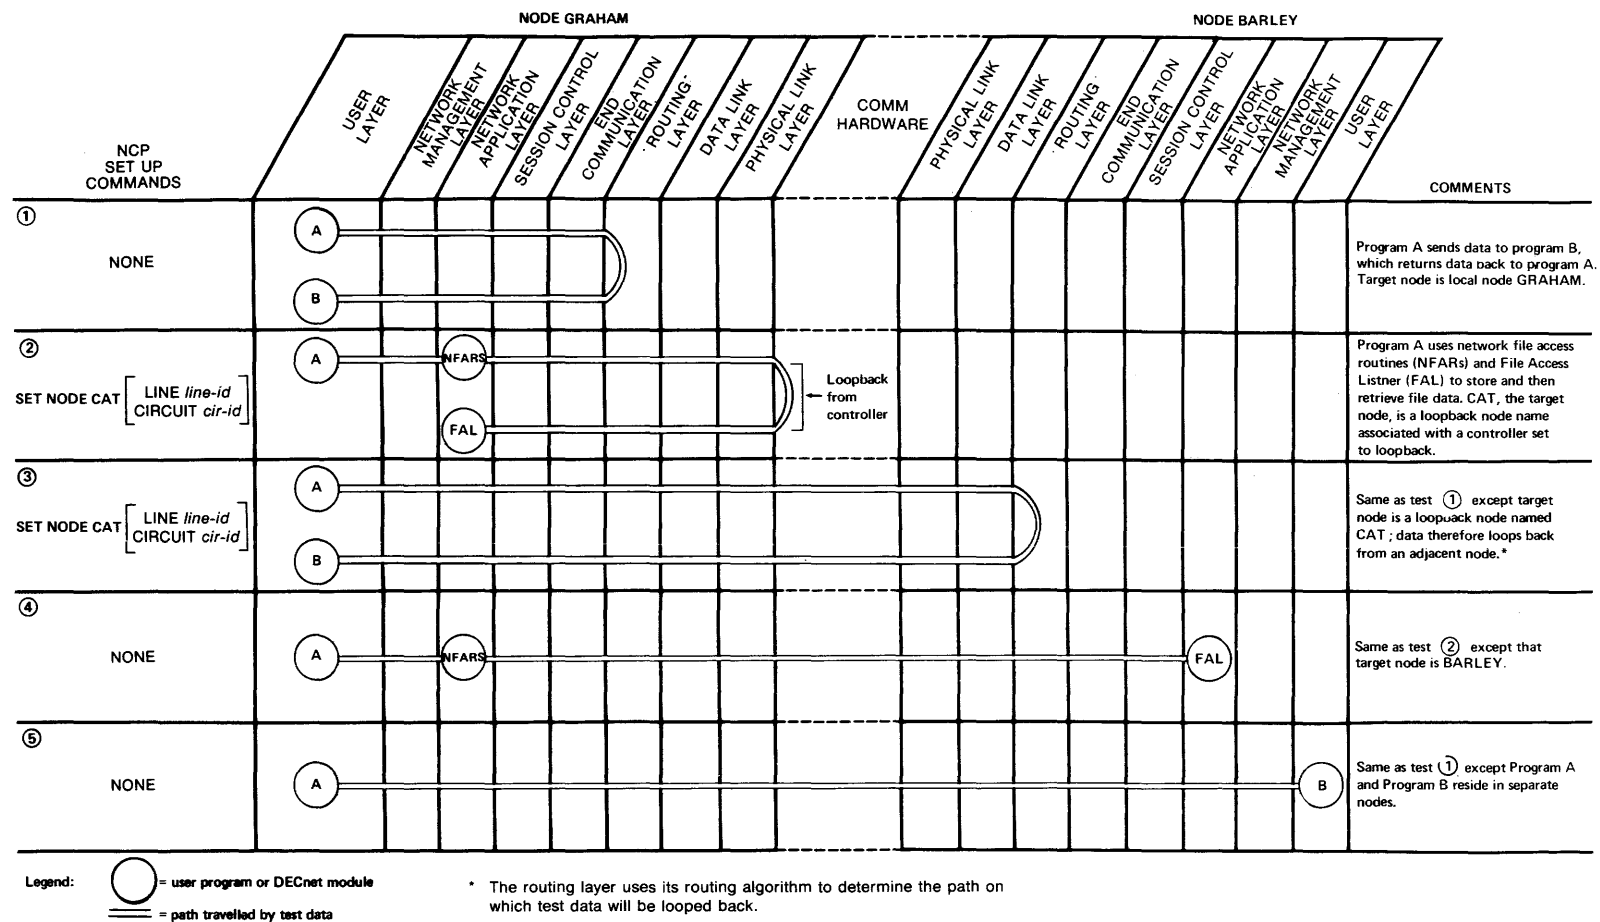 NODE GRAHAM
NODE BARLEY
USER
LAYER
NETWORK
MANAGEMENT
LAYER
NETWORK
APPLICATION
LAYER
SESSION CONTROL
LAYER
END
COMMUNICATION
LAYER
ROUTING
LAYER
DATA LINK
LAYER
PHYSICAL LINK
LAYER
COMM
HARDWARE
PHYSICAL LINK
LAYER
DATA LINK
LAYER
ROUTING
LAYER
END
COMMUNICATION
LAYER
SESSION CONTROL
LAYER
NETWORK
APPLICATION
LAYER
NETWORK
MANAGEMENT
LAYER
USER
LAYER
NCP
SET UP
COMMANDS
COMMENTS
①
NONE
A
B
Program A sends data to program B,
which returns data back to program A.
Target node is local node GRAHAM.
②
SET NODE CAT
LINE line-id
CIRCUIT cir-id
A
NFARS
FAL
Loopback
from
controller
Program A uses network file access
routines (NFARs) and File Access
Listner (FAL) to store and then
retrieve file data. CAT, the target
node, is a loopback node name
associated with a controller set
to loopback.
③
SET NODE CAT
LINE line-id
CIRCUIT cir-id
A
B
Same as test ① except target
node is a loopback node named
CAT ; data therefore loops back
from an adjacent node.*
④
NONE
A
NFARS
FAL
Same as test ② except that
target node is BARLEY.
⑤
NONE
A
B
Same as test ① except Program A
and Program B reside in separate
nodes.
Legend:
= user program or DECnet module
= path travelled by test data
* The routing layer uses its routing algorithm to determine the path on
which test data will be looped back.